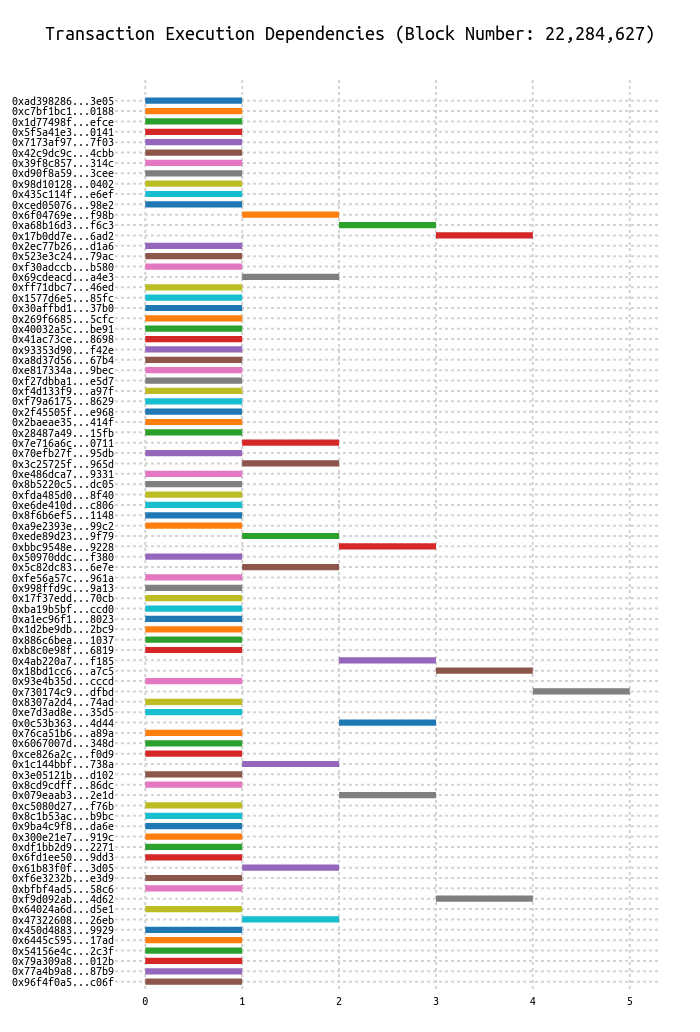 Transaction Execution Dependencies (Block Number: 22,284,627)
0xad398286...3e05
0xc7bf1bc1...0188
0x1d77498f...efce
0x5f5a41e3...0141
0x7173af97...7f03
0x42c9dc9c...4cbb
0x39f8c857...314c
0xd90f8a59...3cee
0x98d10128...0402
0x435c114f...e6ef
0xced05076...98e2
0x6f04769e...f98b
0xa68b16d3...f6c3
0x17b0dd7e...6ad2
0x2ec77b26...d1a6
0x523e3c24...79ac
0xf30adccb...b580
0x69cdeacd...a4e3
0xff71dbc7...46ed
0x1577d6e5...85fc
0x30affbd1...37b0
0x269f6685...5cfc
0x40032a5c...be91
0x41ac73ce...8698
0x93353d90...f42e
0xa8d37d56...67b4
0xe817334a...9bec
0xf27dbba1...e5d7
0xf4d133f9...a97f
0xf79a6175...8629
0x2f45505f...e968
0x2baeae35...414f
0x28487a49...15fb
0x7e716a6c...0711
0x70efb27f...95db
0x3c25725f...965d
0xe486dca7...9331
0x8b5220c5...dc05
0xfda485d0...8f40
0xe6de410d...c806
0x8f6b6ef5...1148
0xa9e2393e...99c2
0xede89d23...9f79
0xbbc9548e...9228
0x50970ddc...f380
0x5c82dc83...6e7e
0xfe56a57c...961a
0x998ffd9c...9a13
0x17f37edd...70cb
0xba19b5bf...ccd0
0xa1ec96f1...8023
0x1d2be9db...2bc9
0x886c6bea...1037
0xb8c0e98f...6819
0x4ab220a7...f185
0x18bd1cc6...a7c5
0x93e4b35d...cccd
0x730174c9...dfbd
0x8307a2d4...74ad
0xe7d3ad8e...35d5
0x0c53b363...4d44
0x76ca51b6...a89a
0x6067007d...348d
0xce826a2c...f0d9
0x1c144bbf...738a
0x3e05121b...d102
0x8cd9cdff...86dc
0x079eaab3...2e1d
0xc5080d27...f76b
0x8c1b53ac...b9bc
0x9ba4c9f8...da6e
0x300e21e7...919c
0xdf1bb2d9...2271
0x6fd1ee50...9dd3
0x61b83f0f...3d05
0xf6e3232b...e3d9
0xbfbf4ad5...58c6
0xf9d092ab...4d62
0x64024a6d...d5e1
0x47322608...26eb
0x450d4883...9929
0x6445c595...17ad
0x54156e4c...2c3f
0x79a309a8...012b
0x77a4b9a8...87b9
0x96f4f0a5...c06f
0 1 2 3 4 5